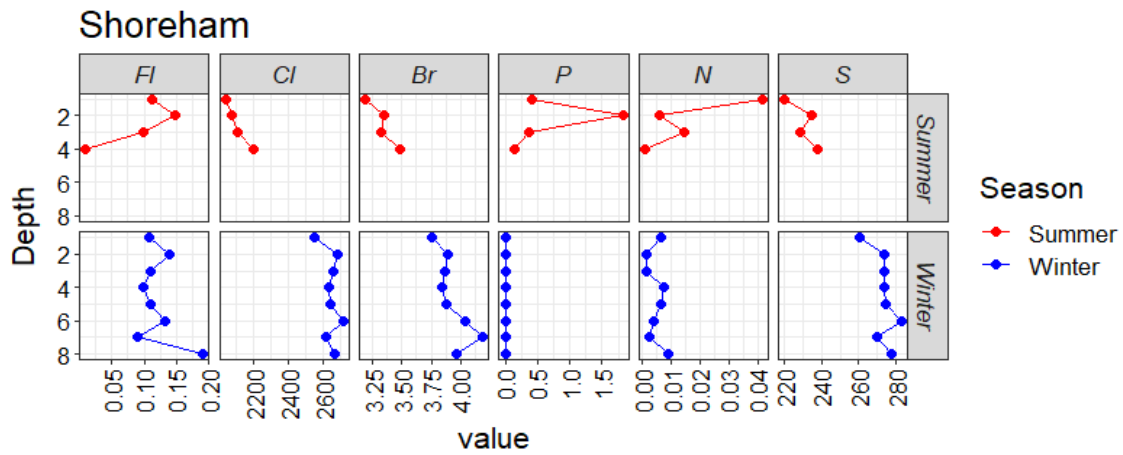 Shoreham
Fl Cl Br P N S
2
4
6
8
Summer
2
4
6
8
Winter
Depth
0.05 0.10 0.15 0.20 2200 2400 2600 3.25 3.50 3.75 4.00 0.0 0.5 1.0 1.5 0.00 0.01 0.02 0.03 0.04 220 240 260 280
value
Season
Summer
Winter